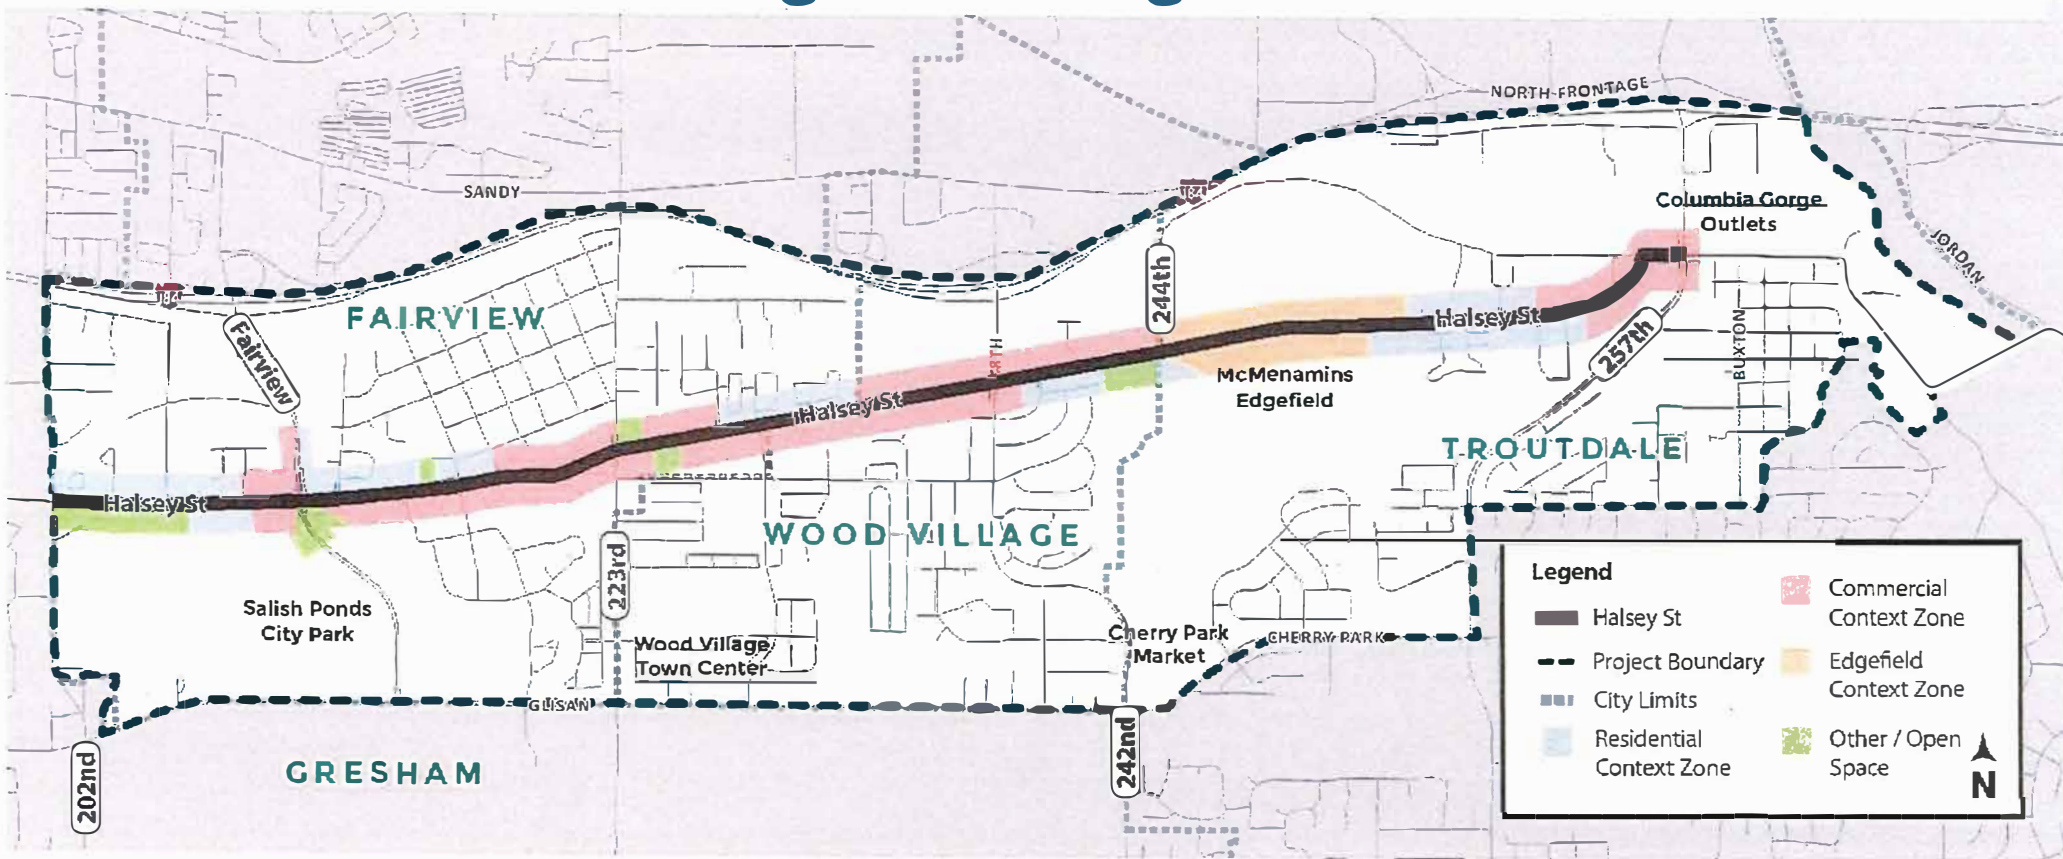 NORTH FRONTAGE
SANDY
184
Columbia Gorge
Outlets
JORDAN
184
244th
FAIRVIEW
Fairview
Halsey St
257th
BUXTON
McMenamins
Edgefield
Halsey St
TROUTDALE
Halsey St
WOOD VILLAGE
223rd
Salish Ponds
City Park
Wood Village
Town Center
Cherry Park
Market
CHERRY PARK
GLISAN
GRESHAM
202nd
242nd
Legend
Halsey St
Project Boundary
City Limits
Residential
Context Zone
Commercial
Context Zone
Edgefield
Context Zone
Other / Open
Space
N